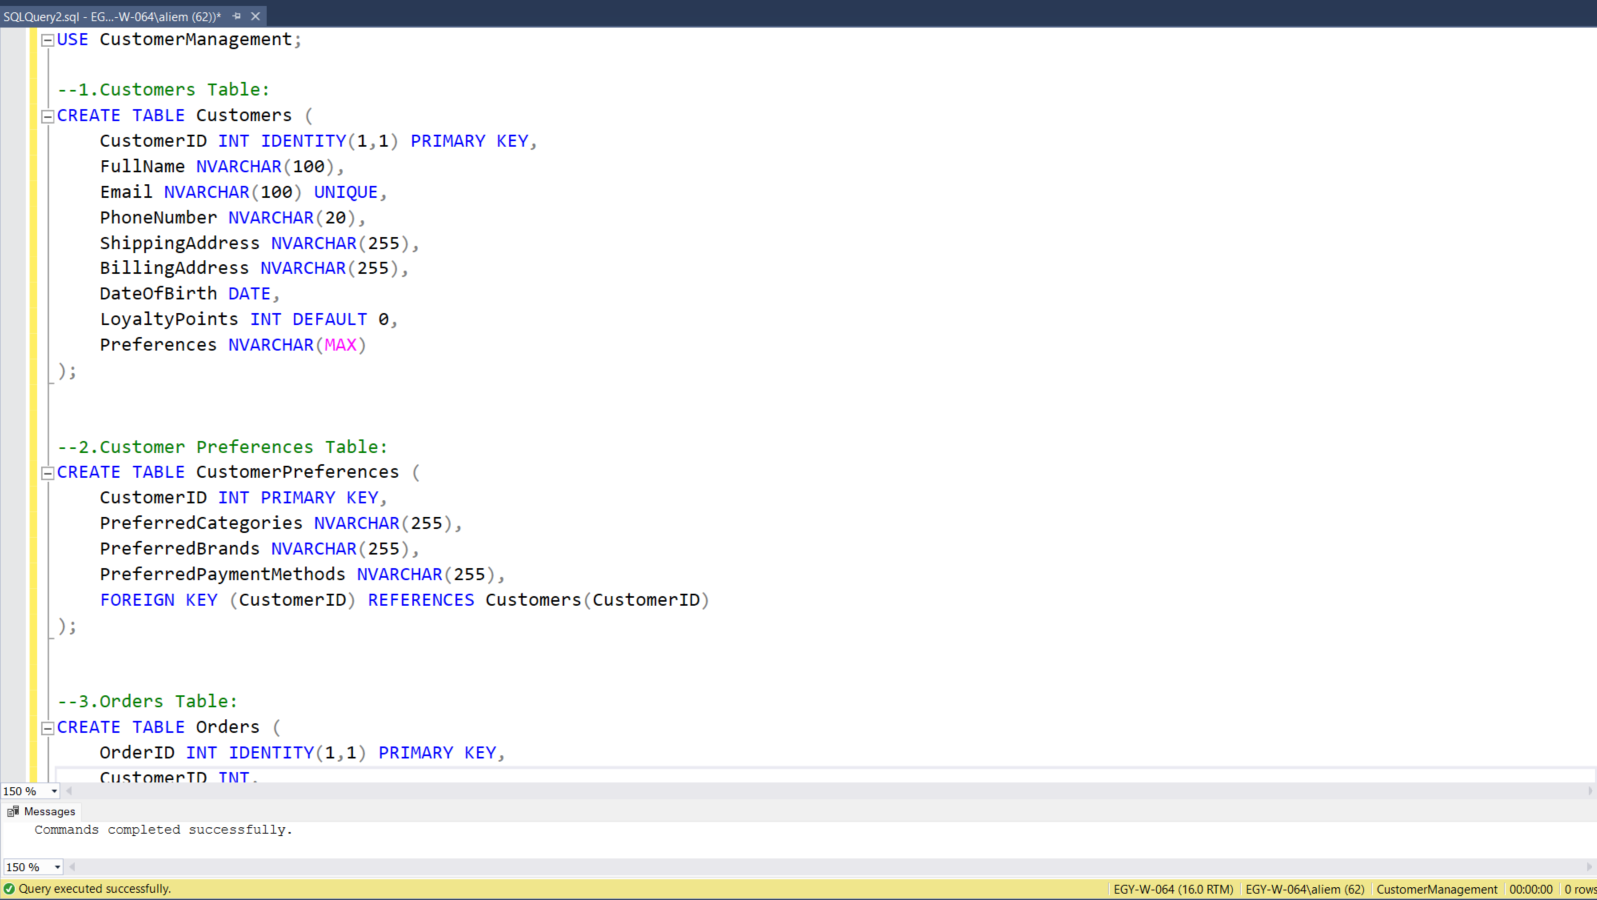 SQLQuery2.sql - EG...-W-064\aliem (62))*
USE CustomerManagement;
--1.Customers Table:
CREATE TABLE Customers (
CustomerID INT IDENTITY(1,1) PRIMARY KEY,
FullName NVARCHAR(100),
Email NVARCHAR(100) UNIQUE,
PhoneNumber NVARCHAR(20),
ShippingAddress NVARCHAR(255),
BillingAddress NVARCHAR(255),
DateOfBirth DATE,
LoyaltyPoints INT DEFAULT 0,
Preferences NVARCHAR(MAX)
);
--2.Customer Preferences Table:
CREATE TABLE CustomerPreferences (
CustomerID INT PRIMARY KEY,
PreferredCategories NVARCHAR(255),
PreferredBrands NVARCHAR(255),
PreferredPaymentMethods NVARCHAR(255),
FOREIGN KEY (CustomerID) REFERENCES Customers(CustomerID)
);
--3.Orders Table:
CREATE TABLE Orders (
OrderID INT IDENTITY(1,1) PRIMARY KEY,
CustomerID INT,
150 %
Messages
Commands completed successfully.
150 %
Query executed successfully. EGY-W-064 (16.0 RTM) EGY-W-064\aliem (62) CustomerManagement 00:00:00 0 rows